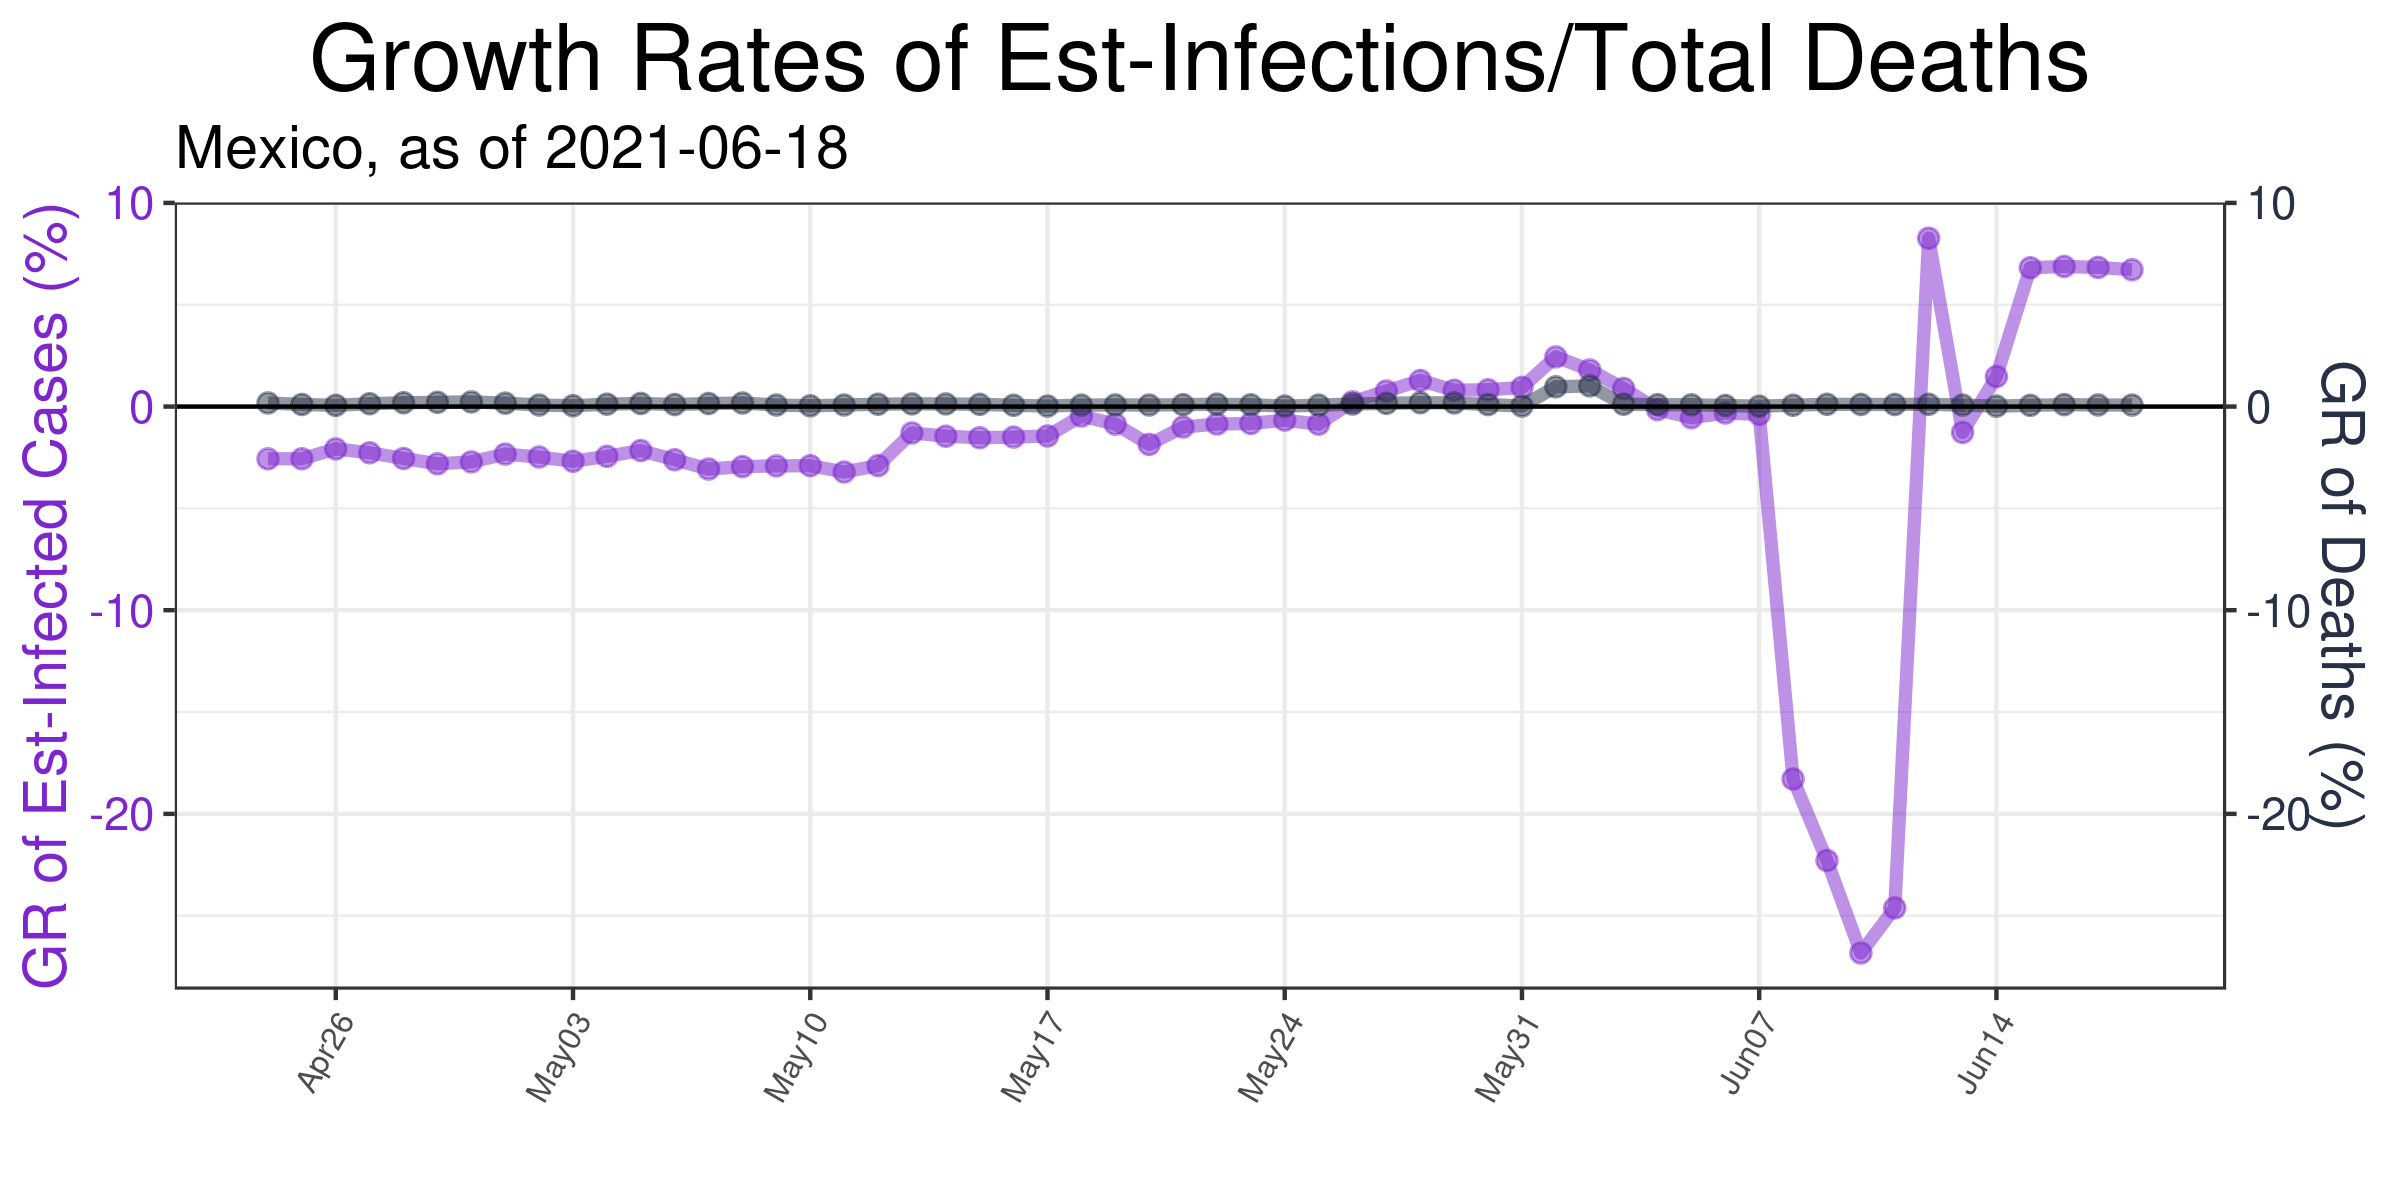 Growth Rates of Est-Infections/Total Deaths
Mexico, as of 2021-06-18
GR of Est-Infected Cases (%)
10
0
-10
-20
10
0
-10
-20
GR of Deaths (%)
Apr26
May03
May10
May17
May24
May31
Jun07
Jun14